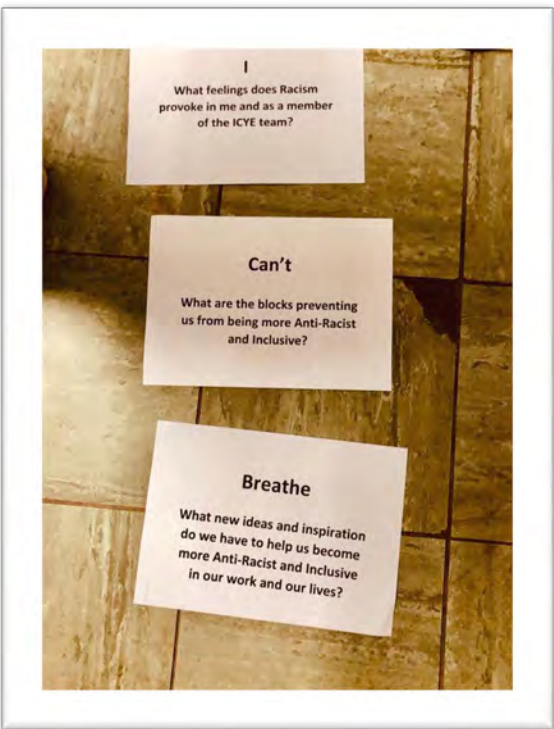 I
What feelings does Racism
provoke in me and as a member
of the ICYE team?
Can't
What are the blocks preventing
us from being more Anti-Racist
and Inclusive?
Breathe
What new ideas and inspiration
do we have to help us become
more Anti-Racist and Inclusive
in our work and our lives?